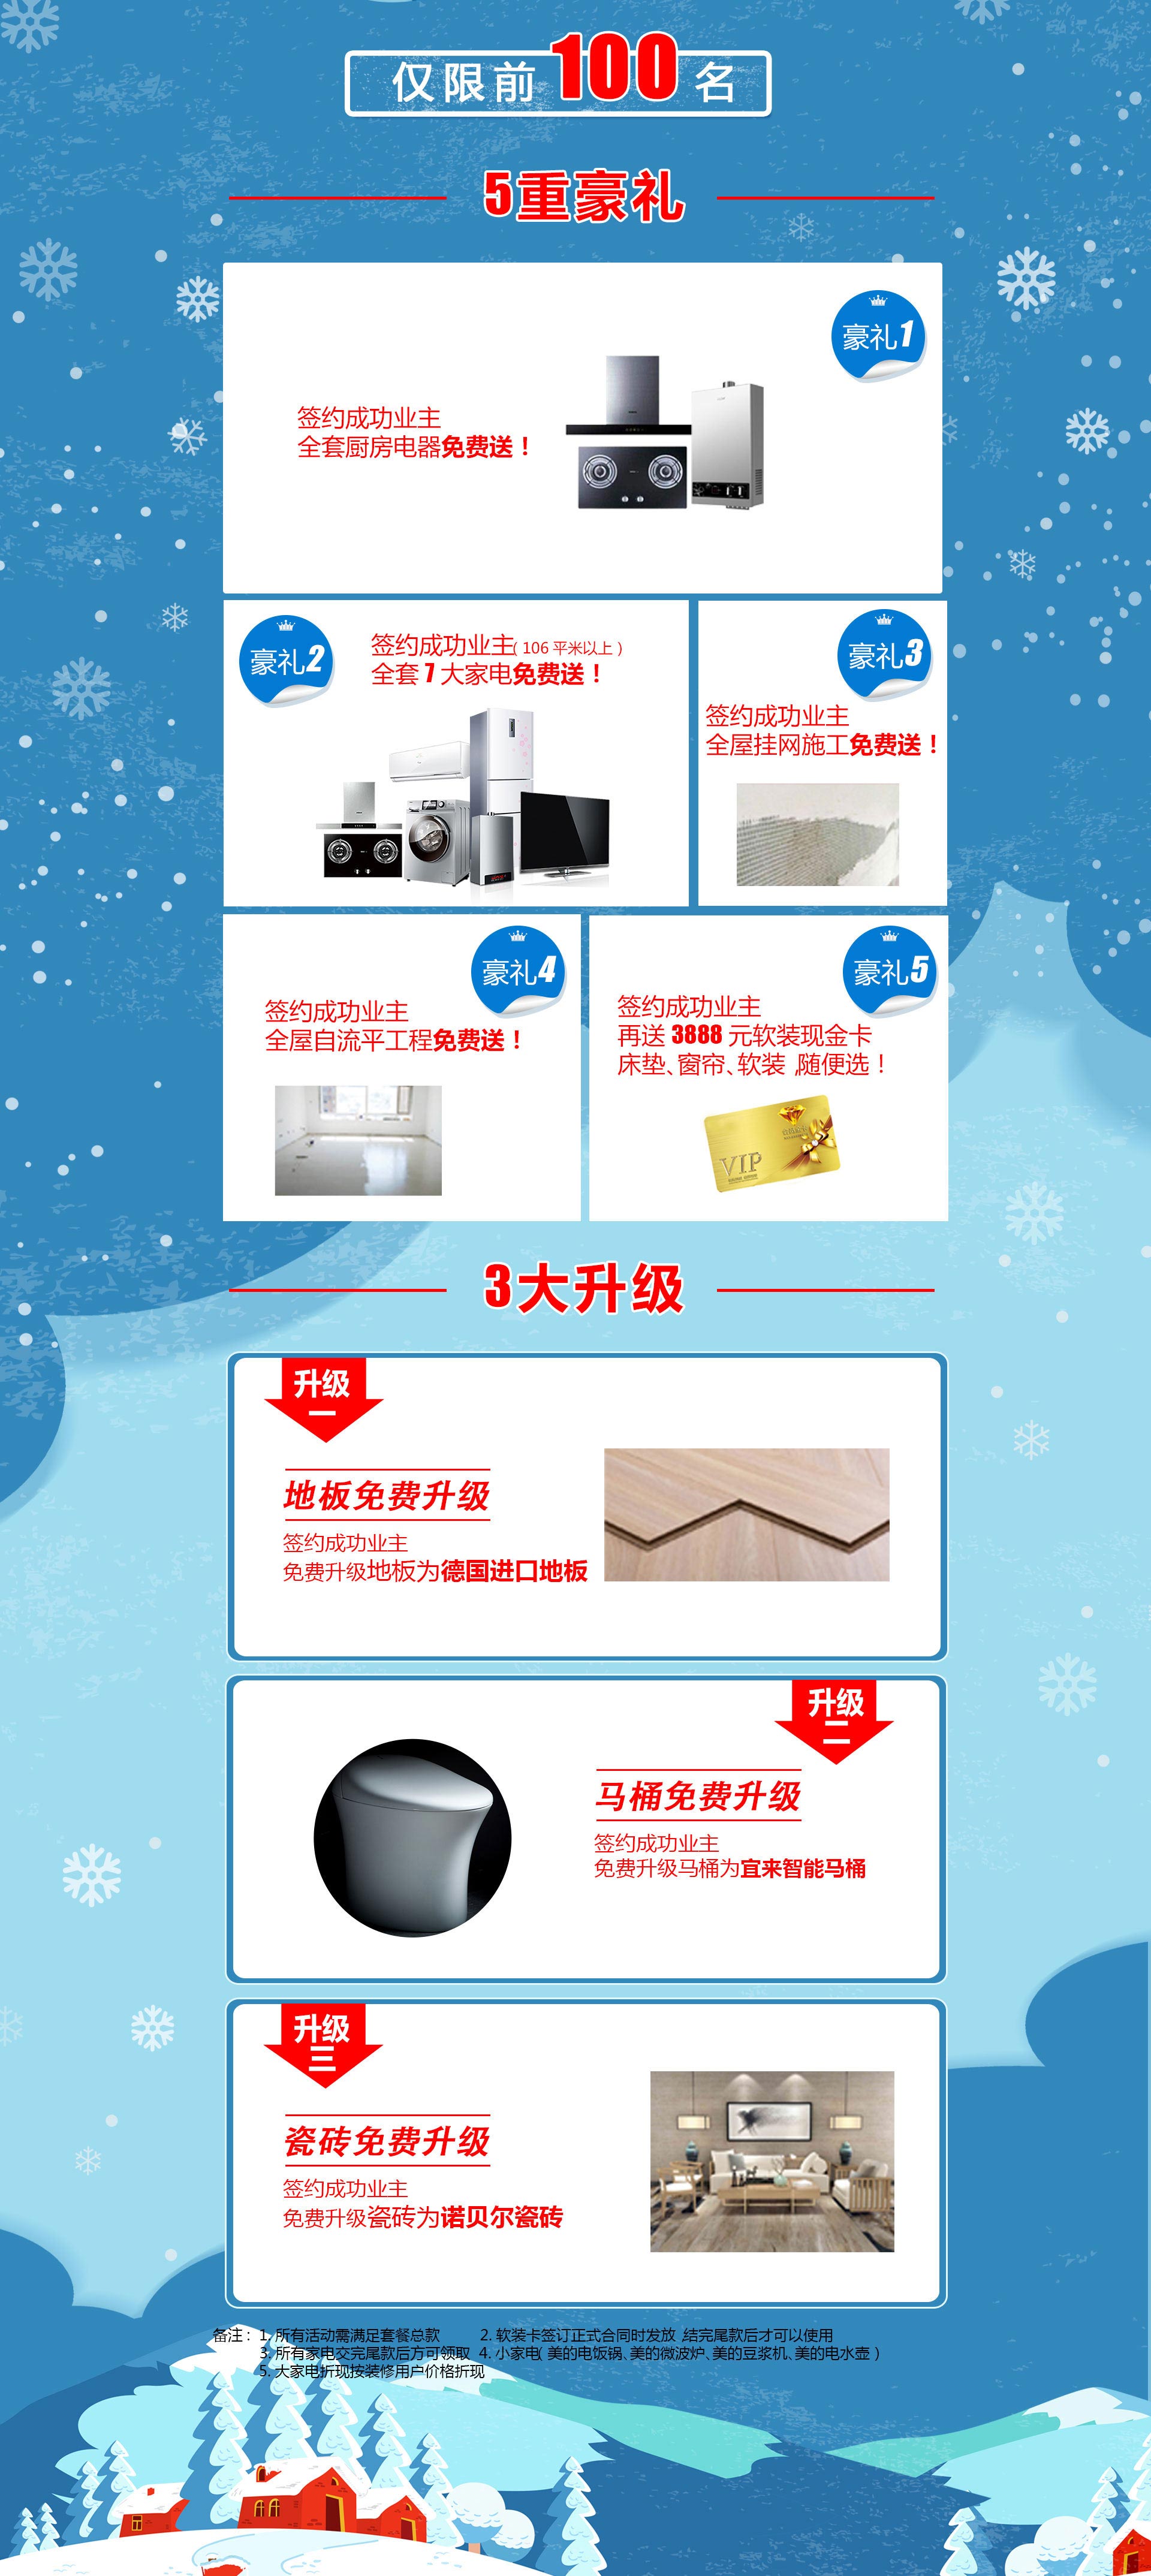 仅限前100名
5重豪礼
豪礼1
签约成功业主
全套厨房电器免费送！
豪礼2
签约成功业主（106平米以上）
全套7大家电免费送！
豪礼3
签约成功业主
全屋挂网施工免费送！
豪礼4
签约成功业主
全屋自流平工程免费送！
豪礼5
签约成功业主
再送3888元软装现金卡
床垫、窗帘、软装，随便选！
VIP
3大升级
升级
一
地板免费升级
签约成功业主
免费升级地板为德国进口地板
升级
二
马桶免费升级
签约成功业主
免费升级马桶为宜来智能马桶
升级
三
瓷砖免费升级
签约成功业主
免费升级瓷砖为诺贝尔瓷砖
备注：1.所有活动需满足套餐总款 2.软装卡签订正式合同时发放，结完尾款后才可以使用
3.所有家电交完尾款后方可领取 4.小家电（美的电饭锅、美的微波炉、美的豆浆机、美的电水壶）
5.大家电折现按装修用户价格折现